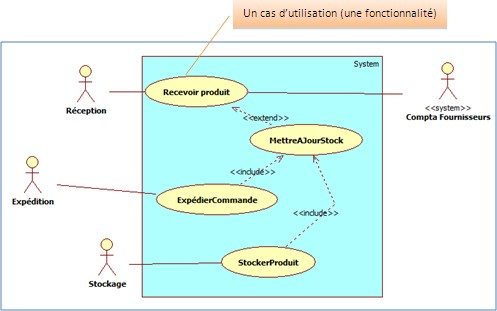 Un cas d'utilisation (une fonctionnalité)
System
Recevoir produit
Réception
<<system>>
Compta Fournisseurs
<<extend>>
MettreAJourStock
<<include>>
Expédition
ExpédierCommande
<<include>>
StockerProduit
Stockage